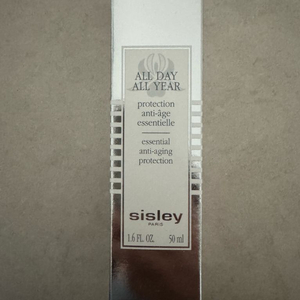 ALL DAY
ALL YEAR
protection
anti-âge
essentielle
essential
anti-aging
protection
sisley
PARIS
1.6 FL. OZ. 50 ml